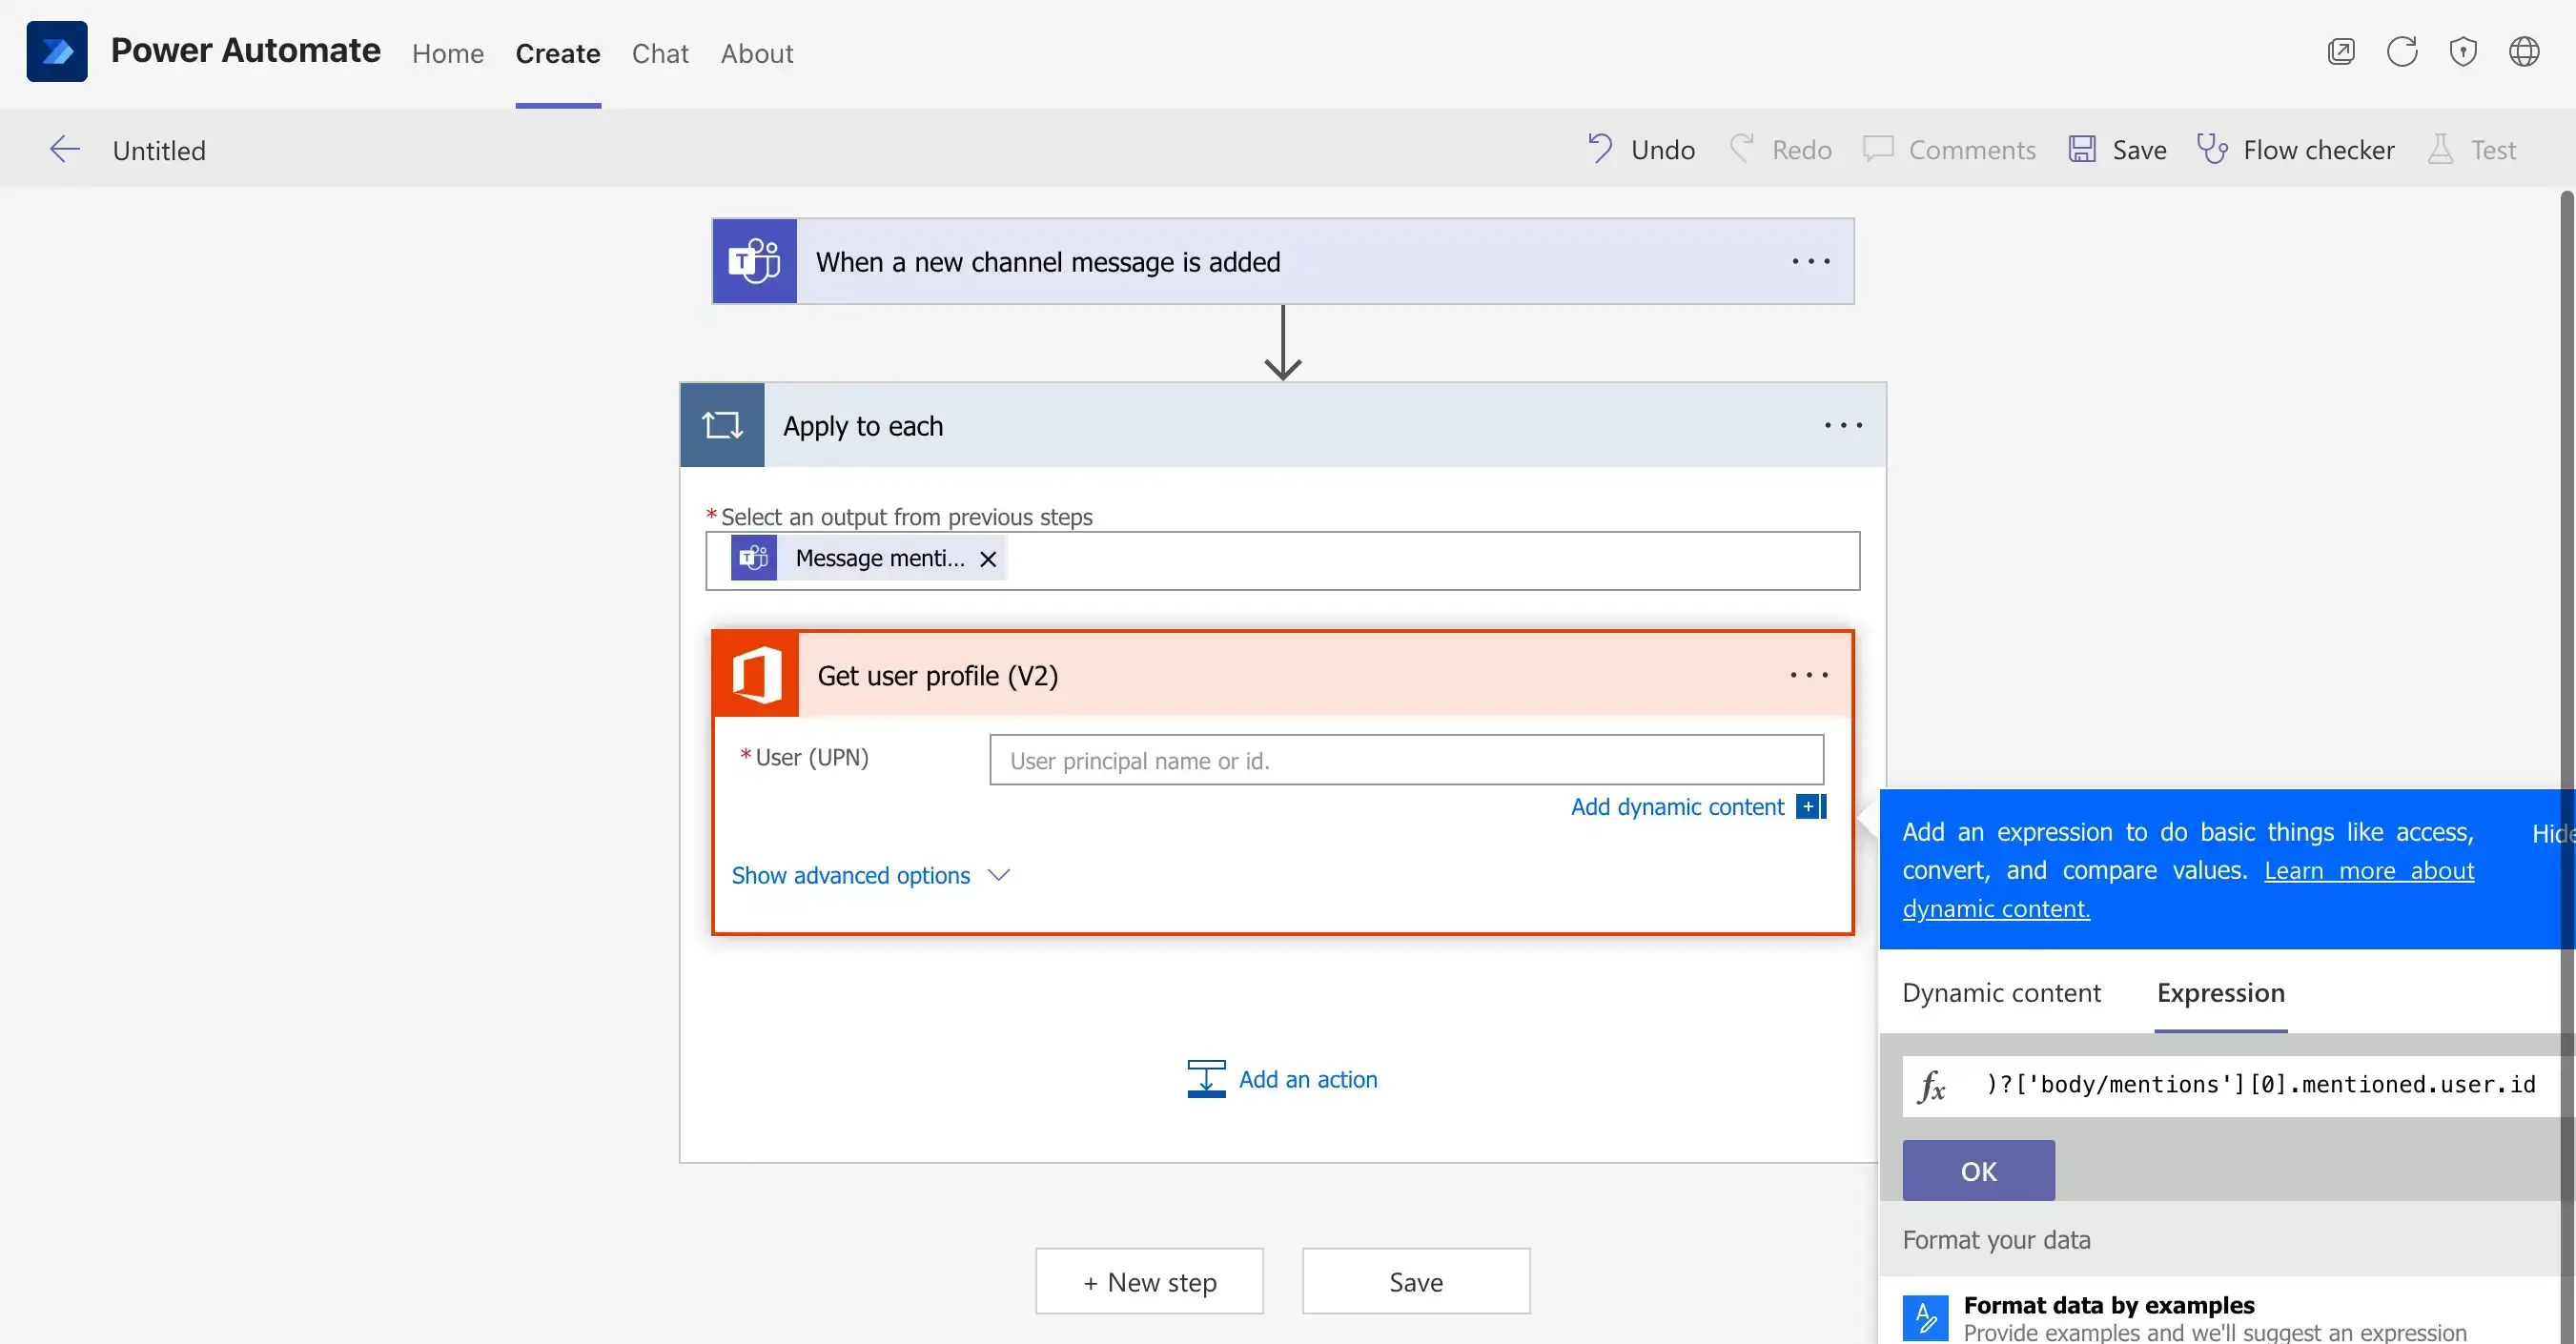 Power Automate Home Create Chat About
Untitled Undo Redo Comments Save Flow checker Test
T When a new channel message is added ...
Apply to each ...
* Select an output from previous steps
T Message menti... ×
Get user profile (V2) ...
* User (UPN) User principal name or id.
Add dynamic content +
Show advanced options
Add an action
+ New step Save
Add an expression to do basic things like access, Hide
convert, and compare values. Learn more about
dynamic content.
Dynamic content Expression
fx )?['body/mentions'][0].mentioned.user.id
OK
Format your data
Format data by examples
Provide examples and we'll suggest an expression